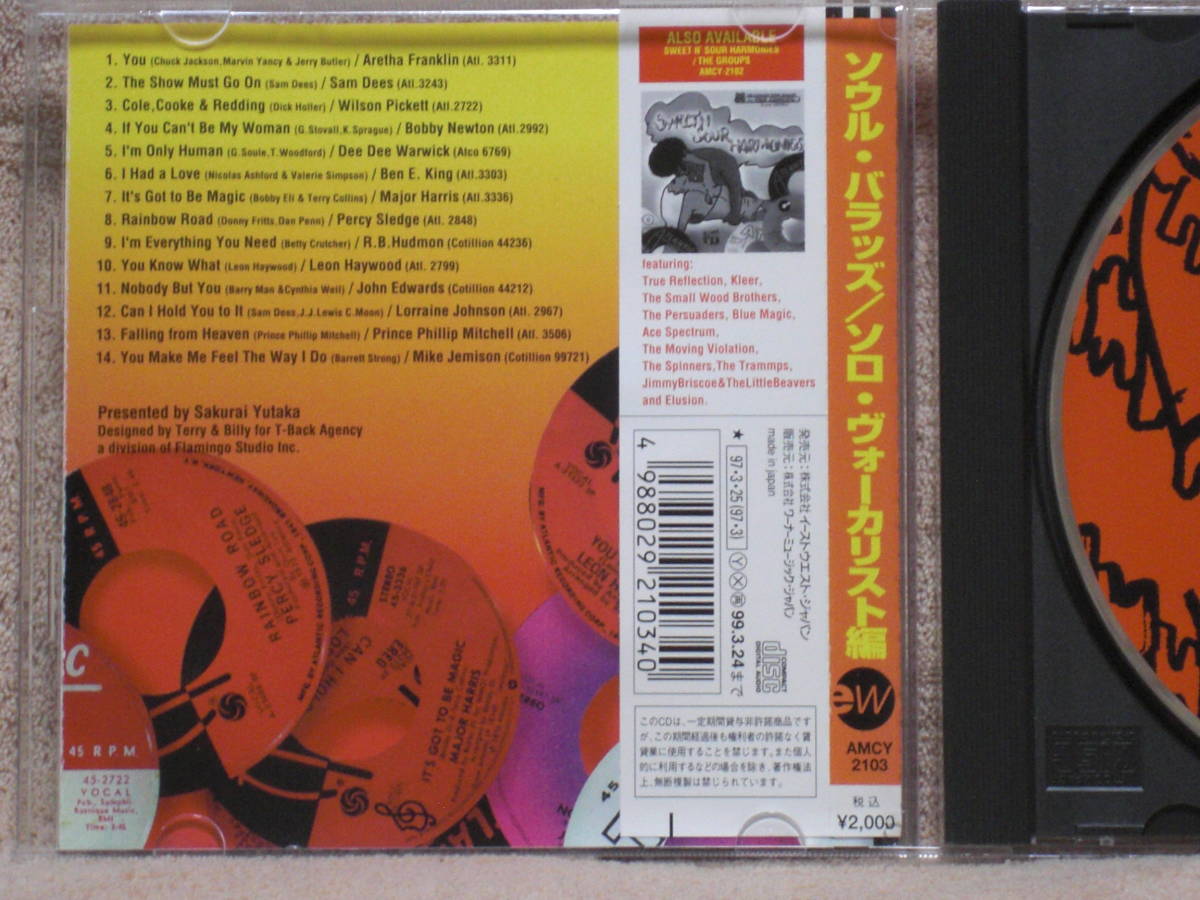 1. You (Chuck Jackson, Marvin Yancy & Jerry Butler) / Aretha Franklin (Atl. 3311)
2. The Show Must Go On (Sam Dees) / Sam Dees (Atl.3243)
3. Cole, Cooke & Redding (Dick Holler) / Wilson Pickett (Atl.2722)
4. If You Can't Be My Woman (G.Stovall,K.Sprague) / Bobby Newton (Atl.2992)
5. I'm Only Human (G.Soule,T.Woodford) / Dee Dee Warwick (Atco 6769)
6. I Had a Love (Nicolas Ashford & Valerie Simpson) / Ben E. King (Atl.3303)
7. It's Got to Be Magic (Bobby Eli & Terry Collins) / Major Harris (Atl.3336)
8. Rainbow Road (Donny Fritts, Dan Penn) / Percy Sledge (Atl. 2848)
9. I'm Everything You Need (Betty Crutcher) / R.B.Hudmon (Cotillion 44236)
10. You Know What (Leon Haywood) / Leon Haywood (Atl. 2799)
11. Nobody But You (Barry Man &Cynthia Weil) / John Edwards (Cotillion 44212)
12. Can I Hold You to It (Sam Dees,J.J.Lewis C.Moon) / Lorraine Johnson (Atl. 2967)
13. Falling from Heaven (Prince Phillip Mitchell) / Prince Phillip Mitchell (Atl. 3506)
14. You Make Me Feel The Way I Do (Barrett Strong) / Mike Jemison (Cotillion 99721)
Presented by Sakurai Yutaka
Designed by Terry & Billy for T-Back Agency
a division of Flamingo Studio Inc.
RAINBOW ROAD
PERCY SLEDGE
45 R.P.M.
45 R.P.M.
STEREO
45-3336
IT'S GOT TO BE MAGIC
MAJOR HARRIS
YOU
LEON
45 R P M
45-2722
VOCAL
Time: 2:45
ALSO AVAILABLE
SWEET N' SOUR HARMONIES
/ THE GROUPS
AMCY-2102
featuring:
True Reflection, Kleer,
The Small Wood Brothers,
The Persuaders, Blue Magic,
Ace Spectrum,
The Moving Violation,
The Spinners,The Trammps,
JimmyBriscoe&TheLittleBeavers
and Elusion.
発売元：株式会社 イーストウエスト・ジャパン
販売元：株式会社 ワーナーミュージック・ジャパン
made in japan
★ 97・3・25(97・3) Ⓨ Ⓧ 再 99.3.24まで
4 988029 210340
COMPACT
disc
DIGITAL AUDIO
このCDは、一定期間貸与非許諾商品ですが、
この期間経過後も権利者の許諾なく賃
貸業に使用することを禁じます。また個人
的に利用するなどの場合を除き、著作権法
上、無断複製は禁じられています。
ソウル・バラッズ／ソロ・ヴォーカリスト編
ew
AMCY
2103
税込
¥2,000